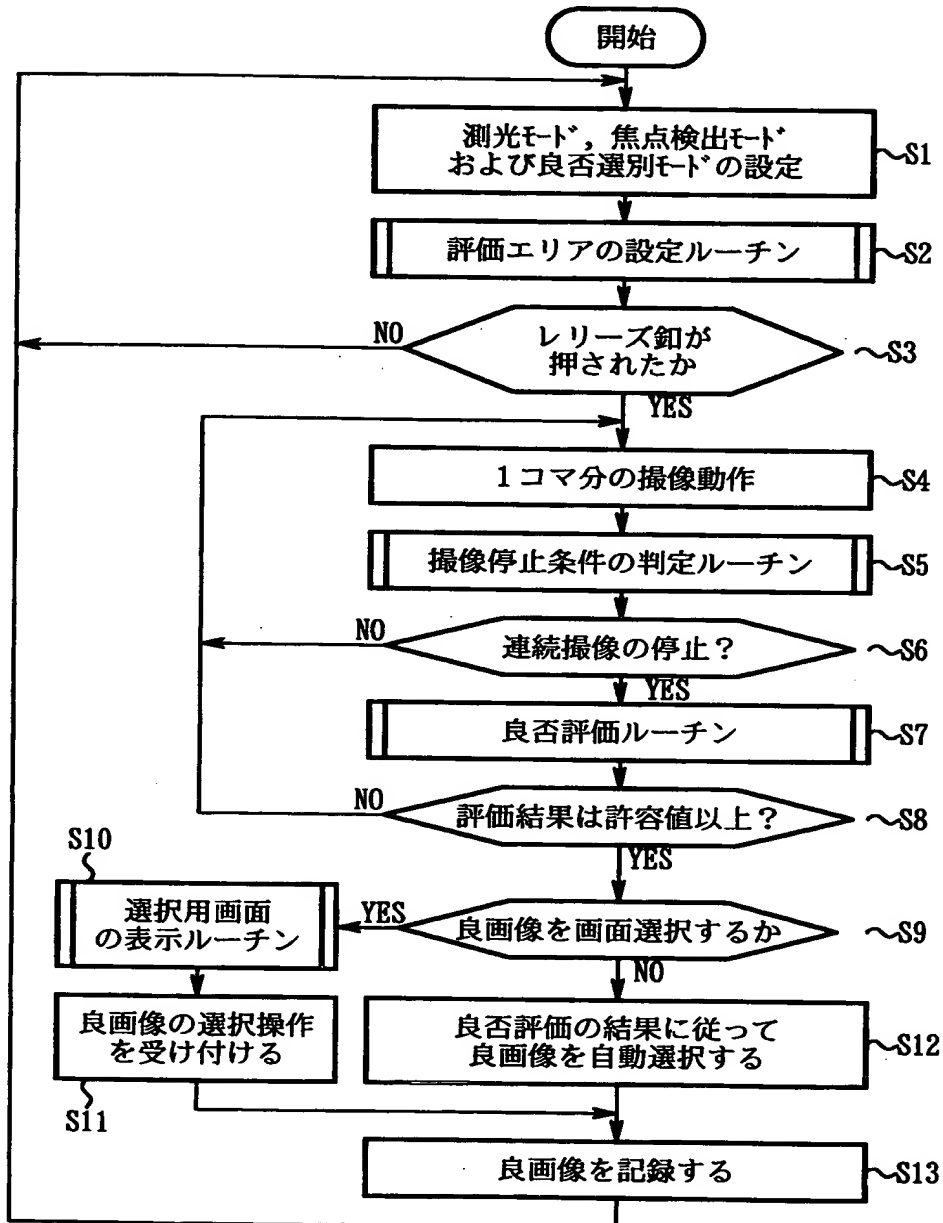 開始
測光モード,焦点検出モード
および良否選別モードの設定
~S1
評価エリアの設定ルーチン
~S2
NO
レリーズ釦が
押されたか
~S3
YES
1コマ分の撮像動作
~S4
撮像停止条件の判定ルーチン
~S5
NO
連続撮像の停止?
~S6
YES
良否評価ルーチン
~S7
NO
評価結果は許容値以上?
~S8
YES
S10
選択用画面
の表示ルーチン
YES
良画像を画面選択するか
~S9
NO
良画像の選択操作
を受け付ける
S11
良否評価の結果に従って
良画像を自動選択する
~S12
良画像を記録する
~S13